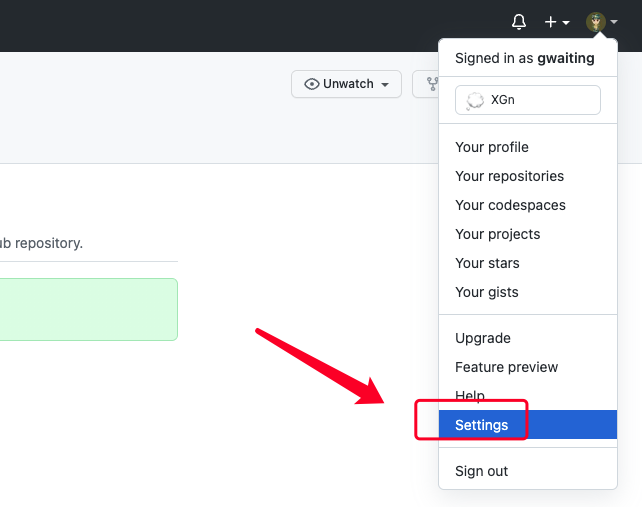 Signed in as gwaiting
XGn
Unwatch
Your profile
Your repositories
Your codespaces
Your projects
repository.
Your stars
Your gists
Upgrade
Feature preview
Help
Settings
Sign out